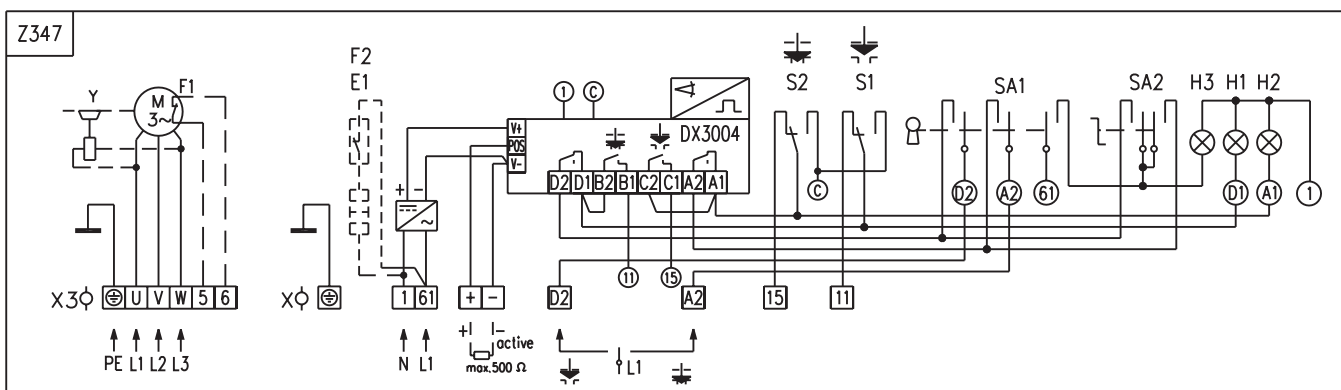 Z347
F2
E1
Y
F1
M
3~
1 C
DX3004
V+
POS
V-
D2 D1 B2 B1 C2 C1 A2 A1
+ -
~
S2 S1
SA1
SA2
H3 H1 H2
C
D2 A2 61
D1 A1 1
11 15
X3 U V W 5 6
X
1 61
+ -
D2
A2
15
11
PE L1 L2 L3
N L1
+ - active
max.500 Ω
L1